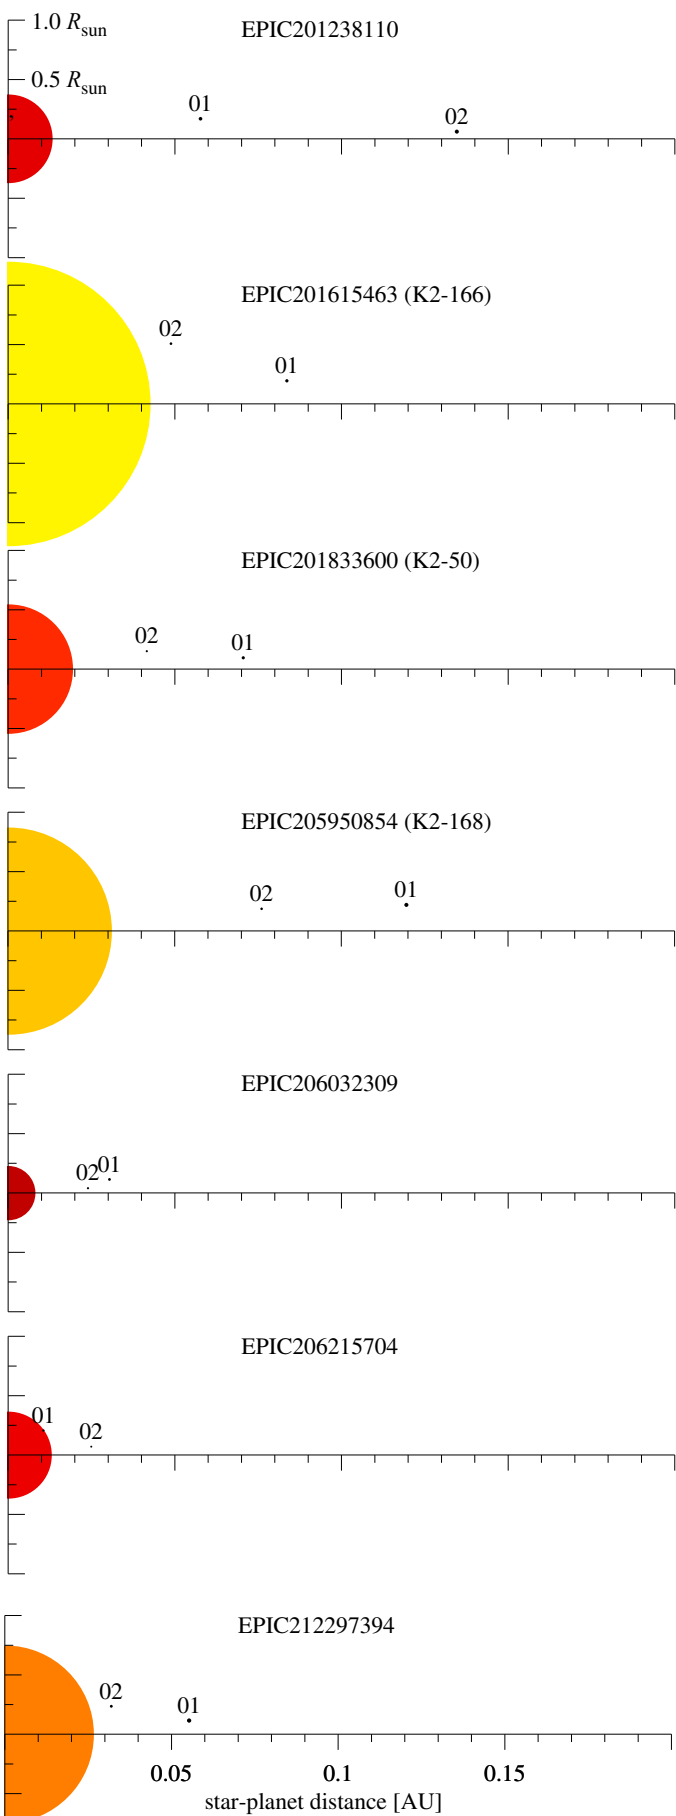 1.0 R_sun
EPIC201238110
0.5 R_sun
01
02
EPIC201615463 (K2-166)
02
01
EPIC201833600 (K2-50)
02
01
EPIC205950854 (K2-168)
02
01
EPIC206032309
02
01
EPIC206215704
01
02
EPIC212297394
02
01
0.05 0.1 0.15
star-planet distance [AU]